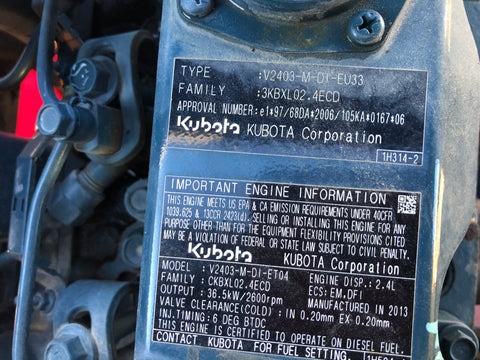 TYPE :V2403-M-DI-EU33
FAMILY :3KBXL02.4ECD
APPROVAL NUMBER:e1*97/68DA*2006/105KA*0167*06
Kubota KUBOTA Corporation
1H314-2
IMPORTANT ENGINE INFORMATION
THIS ENGINE MEETS US EPA & CA EMISSION REQUIREMENTS UNDER 40CFR
1039.625 & 13CCR 2423(d). SELLING OR INSTALLING THIS ENGINE FOR ANY
PURPOSE OTHER THAN FOR THE EQUIPMENT FLEXIBILITY PROVISIONS CITED
MAY BE A VIOLATION OF FEDERAL OR STATE LAW SUBJECT TO
CIVIL PENALTY.
Kubota KUBOTA Corporation
MODEL :V2403-M-DI-ET04
FAMILY :CKBXL02.4ECD ENGINE DISP.:2.4L
OUTPUT :36.5kW/2600rpm ECS:EM,DFI
VALVE CLEARANCE(COLD) : IN 0.20mm EX 0.20mm MANUFACTURED IN 2013
INJ.TIMING:6 DEG BTDC
THIS ENGINE IS CERTIFIED TO OPERATE ON DIESEL FUEL
CONTACT KUBOTA FOR FUEL SETTING.